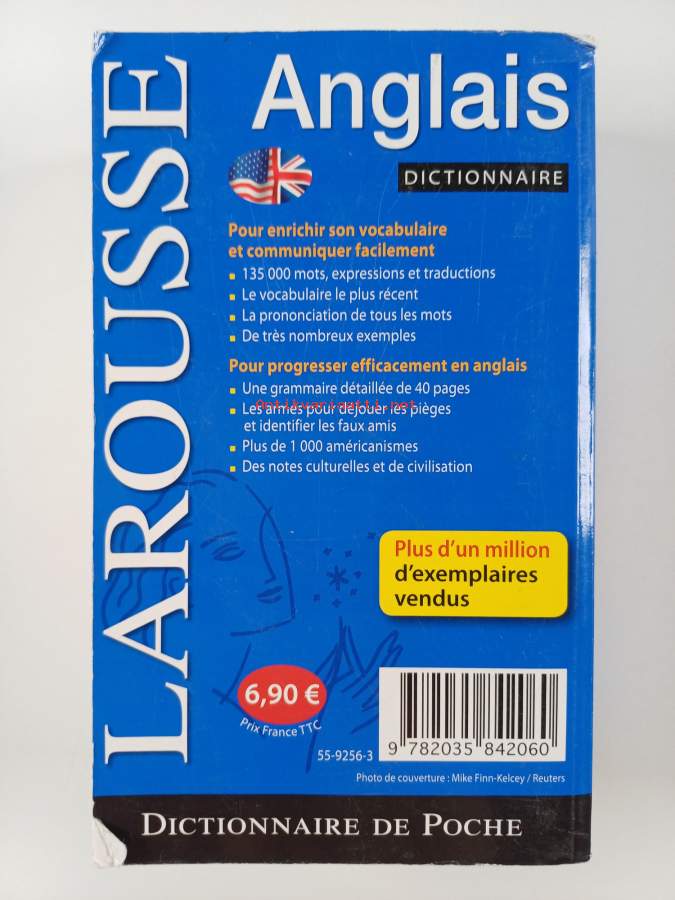 LAROUSSE
Anglais
DICTIONNAIRE
Pour enrichir son vocabulaire
et communiquer facilement
135 000 mots, expressions et traductions
Le vocabulaire le plus récent
La prononciation de tous les mots
De très nombreux exemples
Pour progresser efficacement en anglais
Une grammaire détaillée de 40 pages
Antikvariaatti.net
Les armes pour déjouer les pièges
et identifier les faux amis
Plus de 1 000 américanismes
Des notes culturelles et de civilisation
Plus d'un million
d'exemplaires
vendus
6,90 €
Prix France TTC
55-9256-3
9 782035 842060
Photo de couverture : Mike Finn-Kelcey / Reuters
DICTIONNAIRE DE POCHE